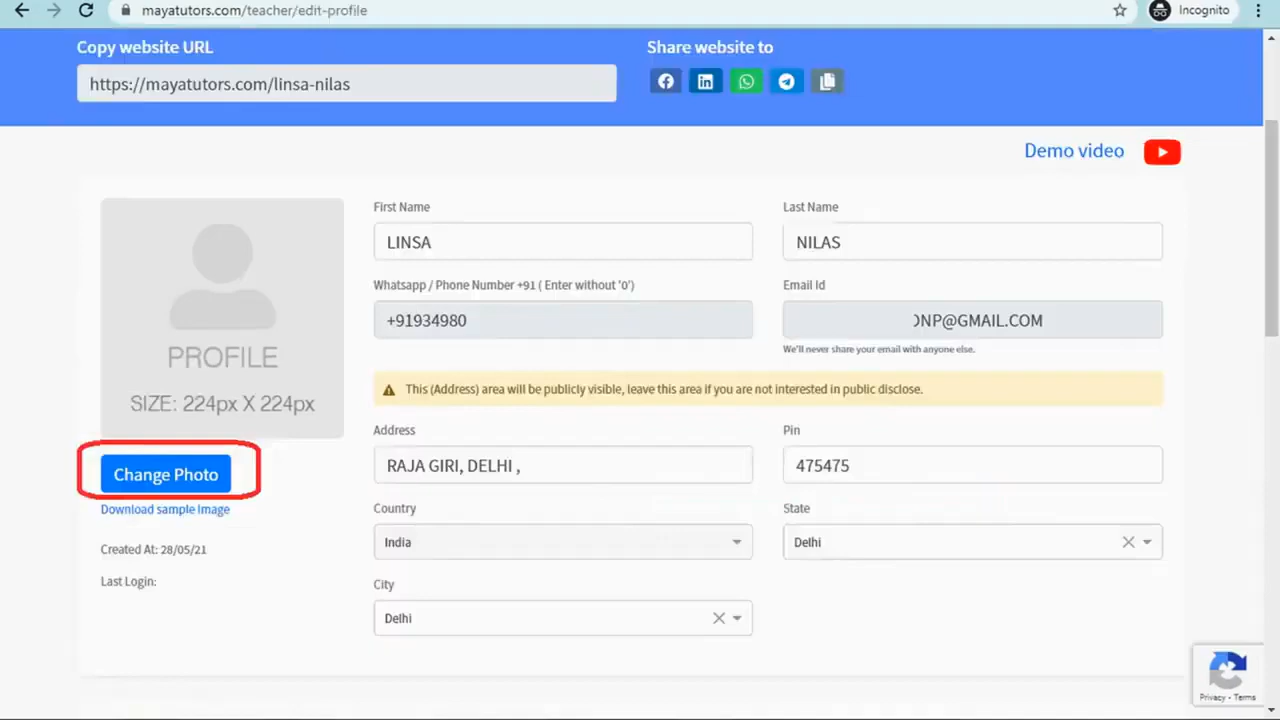 mayatutors.com/teacher/edit-profile
Incognito
Copy website URL
Share website to
https://mayatutors.com/linsa-nilas
Demo video
First Name
Last Name
LINSA
NILAS
Whatsapp / Phone Number +91 ( Enter without '0')
Email Id
+91934980
NP@GMAIL.COM
We'll never share your email with anyone else.
This (Address) area will be publicly visible, leave this area if you are not interested in public disclose.
PROFILE
SIZE: 224px X 224px
Change Photo
Download sample Image
Created At: 28/05/21
Last Login:
Address
Pin
RAJA GIRI, DELHI ,
475475
Country
State
India
Delhi
City
Delhi
Privacy - Terms